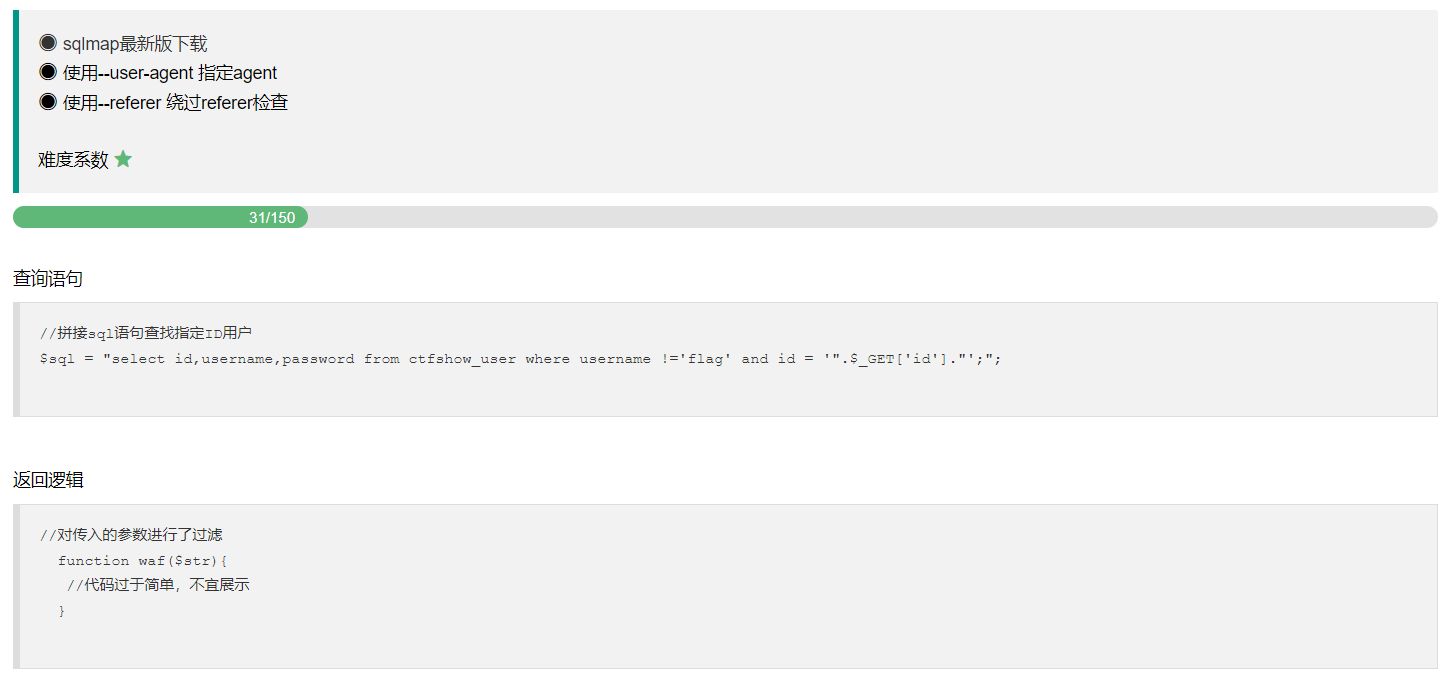 sqlmap最新版下载
使用--user-agent 指定agent
使用--referer 绕过referer检查
难度系数
31/150
查询语句
//拼接sql语句查找指定ID用户
$sql = "select id,username,password from ctfshow_user where username !='flag' and id = '".$_GET['id']."';";
返回逻辑
//对传入的参数进行了过滤
function waf($str){
//代码过于简单，不宜展示
}